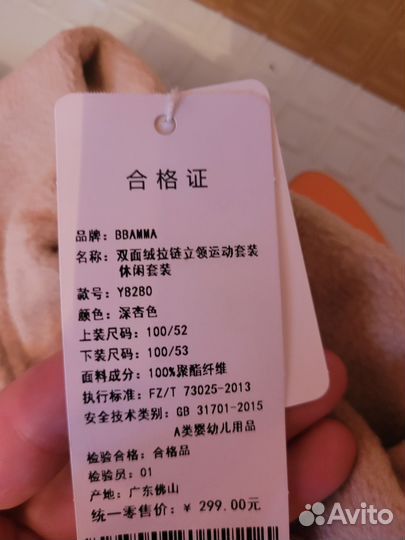 合格证
品牌: BBAMMA
名称: 双面绒拉链立领运动套装
休闲套装
款号: Y8280
颜色: 深杏色
上装尺码: 100/52
下装尺码: 100/53
面料成分: 100%聚酯纤维
执行标准: FZ/T 73025-2013
安全技术类别: GB 31701-2015
A类婴幼儿用品
检验合格: 合格品
检验员: 01
产地: 广东佛山
统一零售价: ¥ 299.00元
Avito